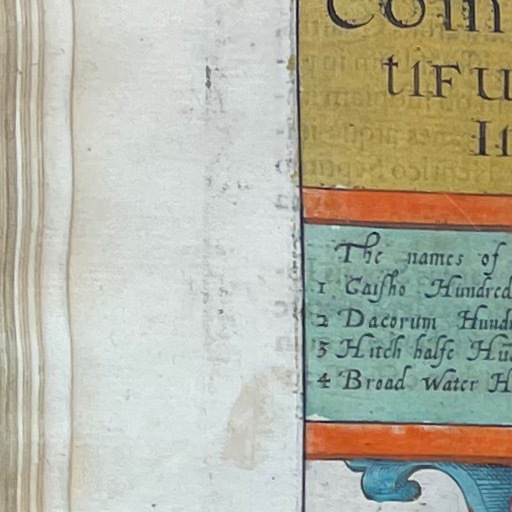 Com
tiFu
The names of
1 Caisho Hundred
2 Dacorum Hund
3 Hitch halfe Hu
4 Broad water H